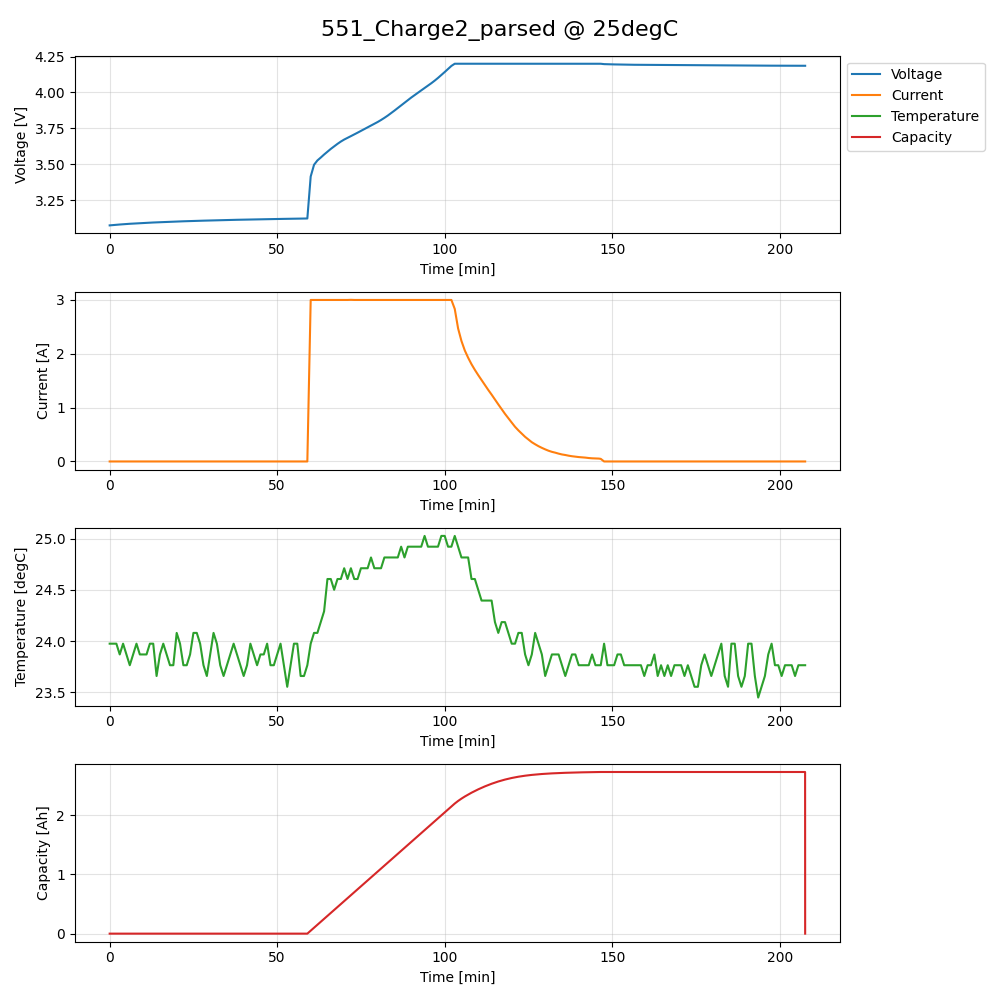 551_Charge2_parsed @ 25degC
4.25
4.00
3.75
3.50
3.25
Voltage [V]
0 50 100 150 200
Time [min]
Voltage
Current
Temperature
Capacity
3
2
1
0
Current [A]
0 50 100 150 200
Time [min]
25.0
24.5
24.0
23.5
Temperature [degC]
0 50 100 150 200
Time [min]
2
1
0
Capacity [Ah]
0 50 100 150 200
Time [min]